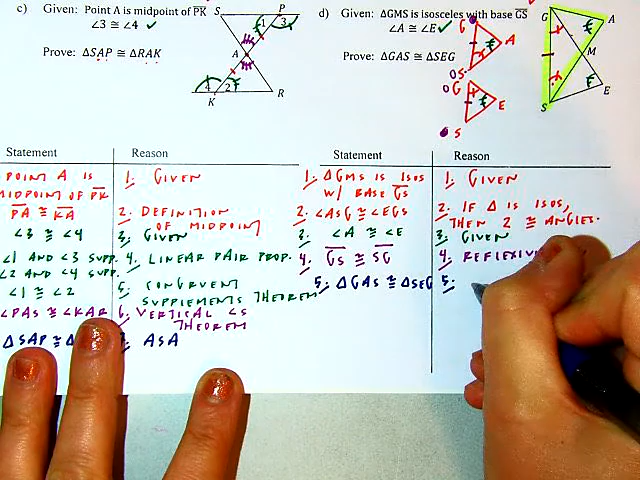 c) Given: Point A is midpoint of PK
∠3 ≅ ∠4 ✓
Prove: ΔSAP ≅ ΔRAK
S P
1 3
A
4 2
K R
d) Given: ΔGMS is isosceles with base GS
∠A ≅ ∠E ✓
Prove: ΔGAS ≅ ΔSEG
G
A
S
G
E
S
G A
M
E
S
Statement Reason
POINT A IS
MIDPOINT OF PK
PA ≅ KA
∠3 ≅ ∠4
∠1 AND ∠3 SUPP.
∠2 AND ∠4 SUPP.
∠1 ≅ ∠2
∠PAS ≅ ∠KAR
ΔSAP ≅ Δ
1. GIVEN
2. DEFINITION
OF MIDPOINT
3. GIVEN
4. LINEAR PAIR PROP.
5. CONGRUENT
SUPPLEMENTS THEOREM
6. VERTICAL ∠S
THEOREM
ASA
Statement Reason
1. ΔGMS IS ISOS
W/ BASE GS
2. ∠ASG ≅ ∠EGS
3. ∠A ≅ ∠E
4. GS ≅ SG
5. ΔGAS ≅ ΔSEG
1. GIVEN
2. IF Δ IS ISOS,
THEN 2 ≅ ANGLES.
3. GIVEN
4. REFLEXIV
5.